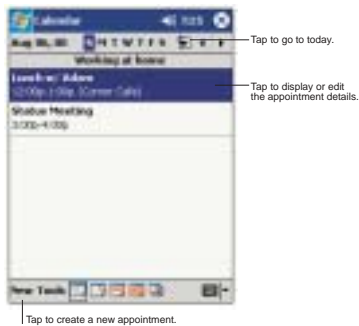 Calendar
S M T W T F S
Tap to go to today.
Working at home
Lunch w/ Adam
Tap to display or edit
the appointment details.
Status Meeting
New Tools
Tap to create a new appointment.